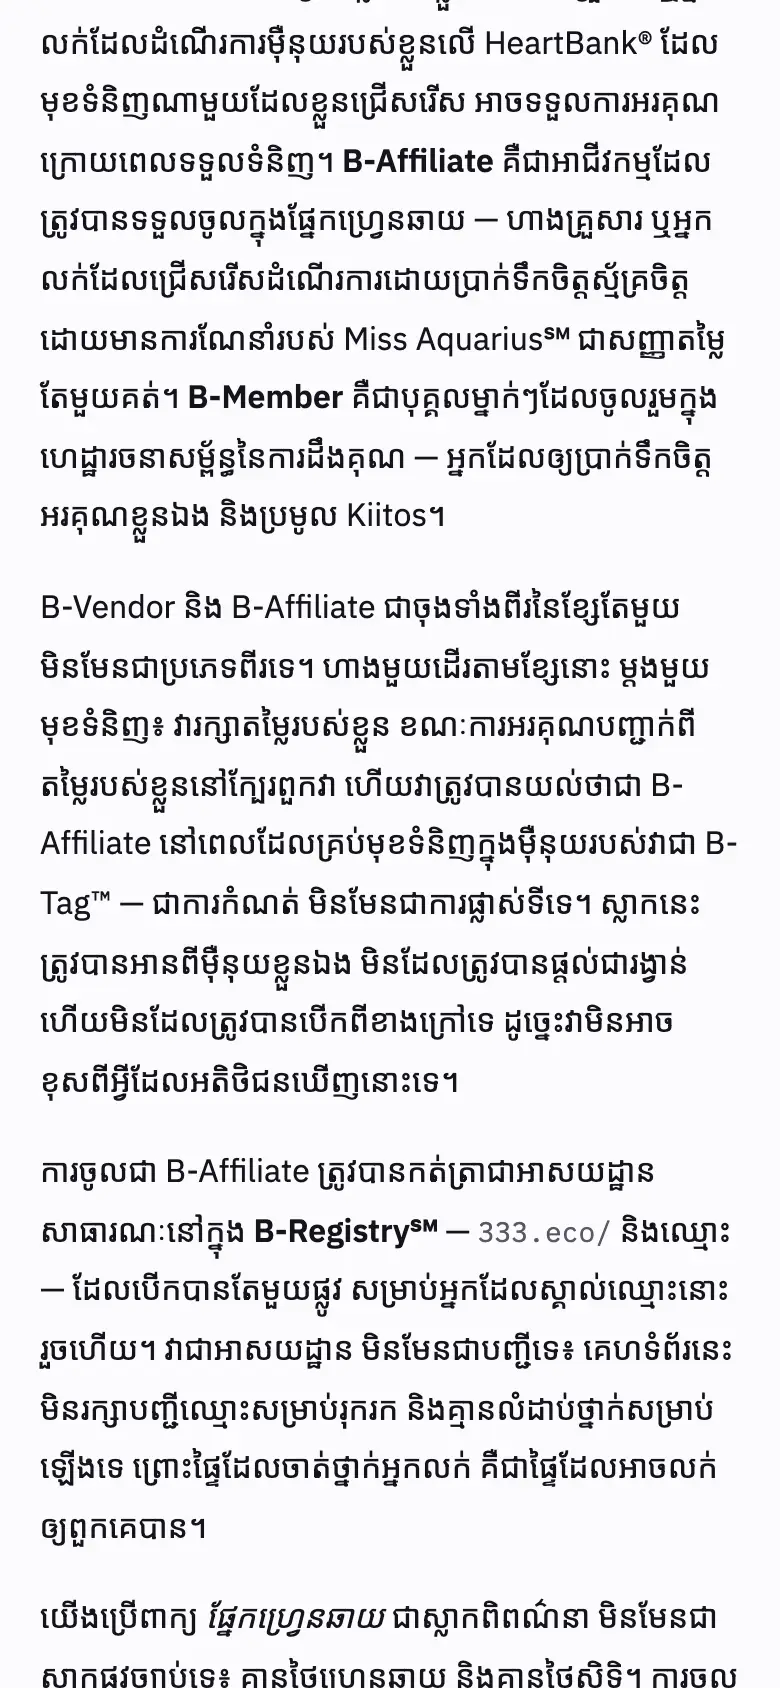 លក់ដែលដំណើរការម៉ឺនុយរបស់ខ្លួនលើ HeartBank® ដែល
មុខទំនិញណាមួយដែលខ្លួនជ្រើសរើស អាចទទួលការអរគុណ
ក្រោយពេលទទួលទំនិញ។ B-Affiliate គឺជាអាជីវកម្មដែល
ត្រូវបានទទួលចូលក្នុងផ្នែកហ្វ្រេនឆាយ — ហាងគ្រួសារ ឬអ្នក
លក់ដែលជ្រើសរើសដំណើរការដោយប្រាក់ទឹកចិត្តស្ម័គ្រចិត្ត
ដោយមានការណែនាំរបស់ Miss Aquarius℠ ជាសញ្ញាតម្លៃ
តែមួយគត់។ B-Member គឺជាបុគ្គលម្នាក់ៗដែលចូលរួមក្នុង
ហេដ្ឋារចនាសម្ព័ន្ធនៃការដឹងគុណ — អ្នកដែលឲ្យប្រាក់ទឹកចិត្ត
អរគុណខ្លួនឯង និងប្រមូល Kiitos។
B-Vendor និង B-Affiliate ជាចុងទាំងពីរនៃខ្សែតែមួយ
មិនមែនជាប្រភេទពីរទេ។ ហាងមួយដើរតាមខ្សែនោះ ម្តងមួយ
មុខទំនិញ៖ វារក្សាតម្លៃរបស់ខ្លួន ខណៈការអរគុណបញ្ជាក់ពី
តម្លៃរបស់ខ្លួននៅក្បែរពួកវា ហើយវាត្រូវបានយល់ថាជា B-
Affiliate នៅពេលដែលគ្រប់មុខទំនិញក្នុងម៉ឺនុយរបស់វាជា B-
Tag™ — ជាការកំណត់ មិនមែនជាការផ្លាស់ទីទេ។ ស្លាកនេះ
ត្រូវបានអានពីម៉ឺនុយខ្លួនឯង មិនដែលត្រូវបានផ្តល់ជារង្វាន់
ហើយមិនដែលត្រូវបានបើកពីខាងក្រៅទេ ដូច្នេះវាមិនអាច
ខុសពីអ្វីដែលអតិថិជនឃើញនោះទេ។
ការចូលជា B-Affiliate ត្រូវបានកត់ត្រាជាអាសយដ្ឋាន
សាធារណៈនៅក្នុង B-Registry℠ — 333.eco/ និងឈ្មោះ
— ដែលបើកបានតែមួយផ្លូវ សម្រាប់អ្នកដែលស្គាល់ឈ្មោះនោះ
រួចហើយ។ វាជាអាសយដ្ឋាន មិនមែនជាបញ្ជីទេ៖ គេហទំព័រនេះ
មិនរក្សាបញ្ជីឈ្មោះសម្រាប់រុករក និងគ្មានលំដាប់ថ្នាក់សម្រាប់
ឡើងទេ ព្រោះផ្ទៃដែលចាត់ថ្នាក់អ្នកលក់ គឺជាផ្ទៃដែលអាចលក់
ឲ្យពួកគេបាន។
យើងប្រើពាក្យ ផ្នែកហ្វ្រេនឆាយ ជាស្លាកពិពណ៌នា មិនមែនជា